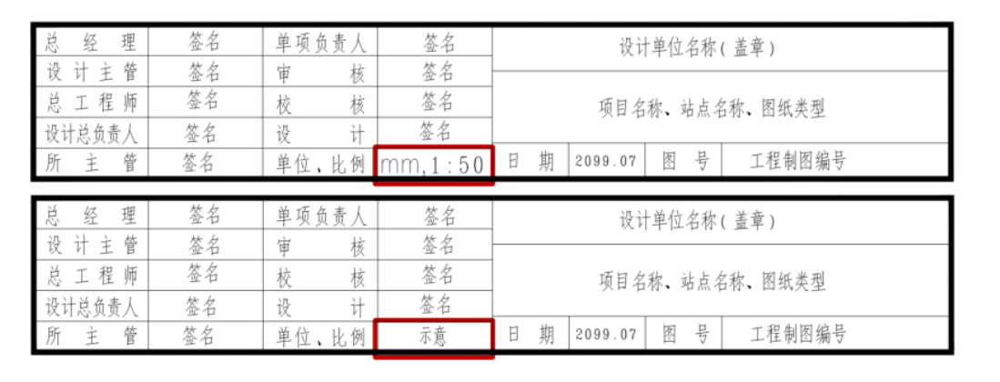 总 经 理 签名 单项负责人 签名 设计单位名称(盖章)
设计主管 签名 审 核 签名
总工程师 签名 校 核 签名 项目名称、站点名称、图纸类型
设计总负责人 签名 设 计 签名
所 主 管 签名 单位、比例 mm,1:50 日 期 2099.07 图 号 工程制图编号
总 经 理 签名 单项负责人 签名 设计单位名称(盖章)
设计主管 签名 审 核 签名
总工程师 签名 校 核 签名 项目名称、站点名称、图纸类型
设计总负责人 签名 设 计 签名
所 主 管 签名 单位、比例 示意 日 期 2099.07 图 号 工程制图编号